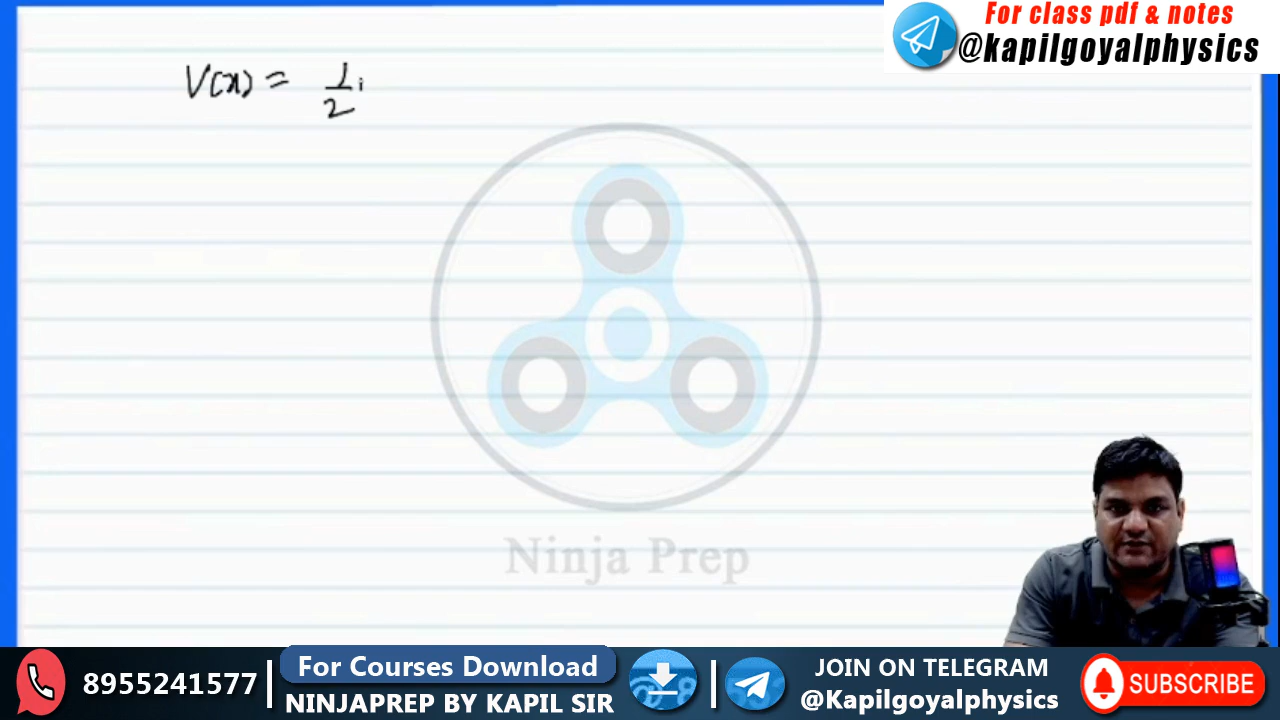 For class pdf & notes
@kapilgoyalphysics
V(x) = 1/2
Ninja Prep
8955241577
For Courses Download
NINJAPREP BY KAPIL SIR
JOIN ON TELEGRAM
@Kapilgoyalphysics
SUBSCRIBE